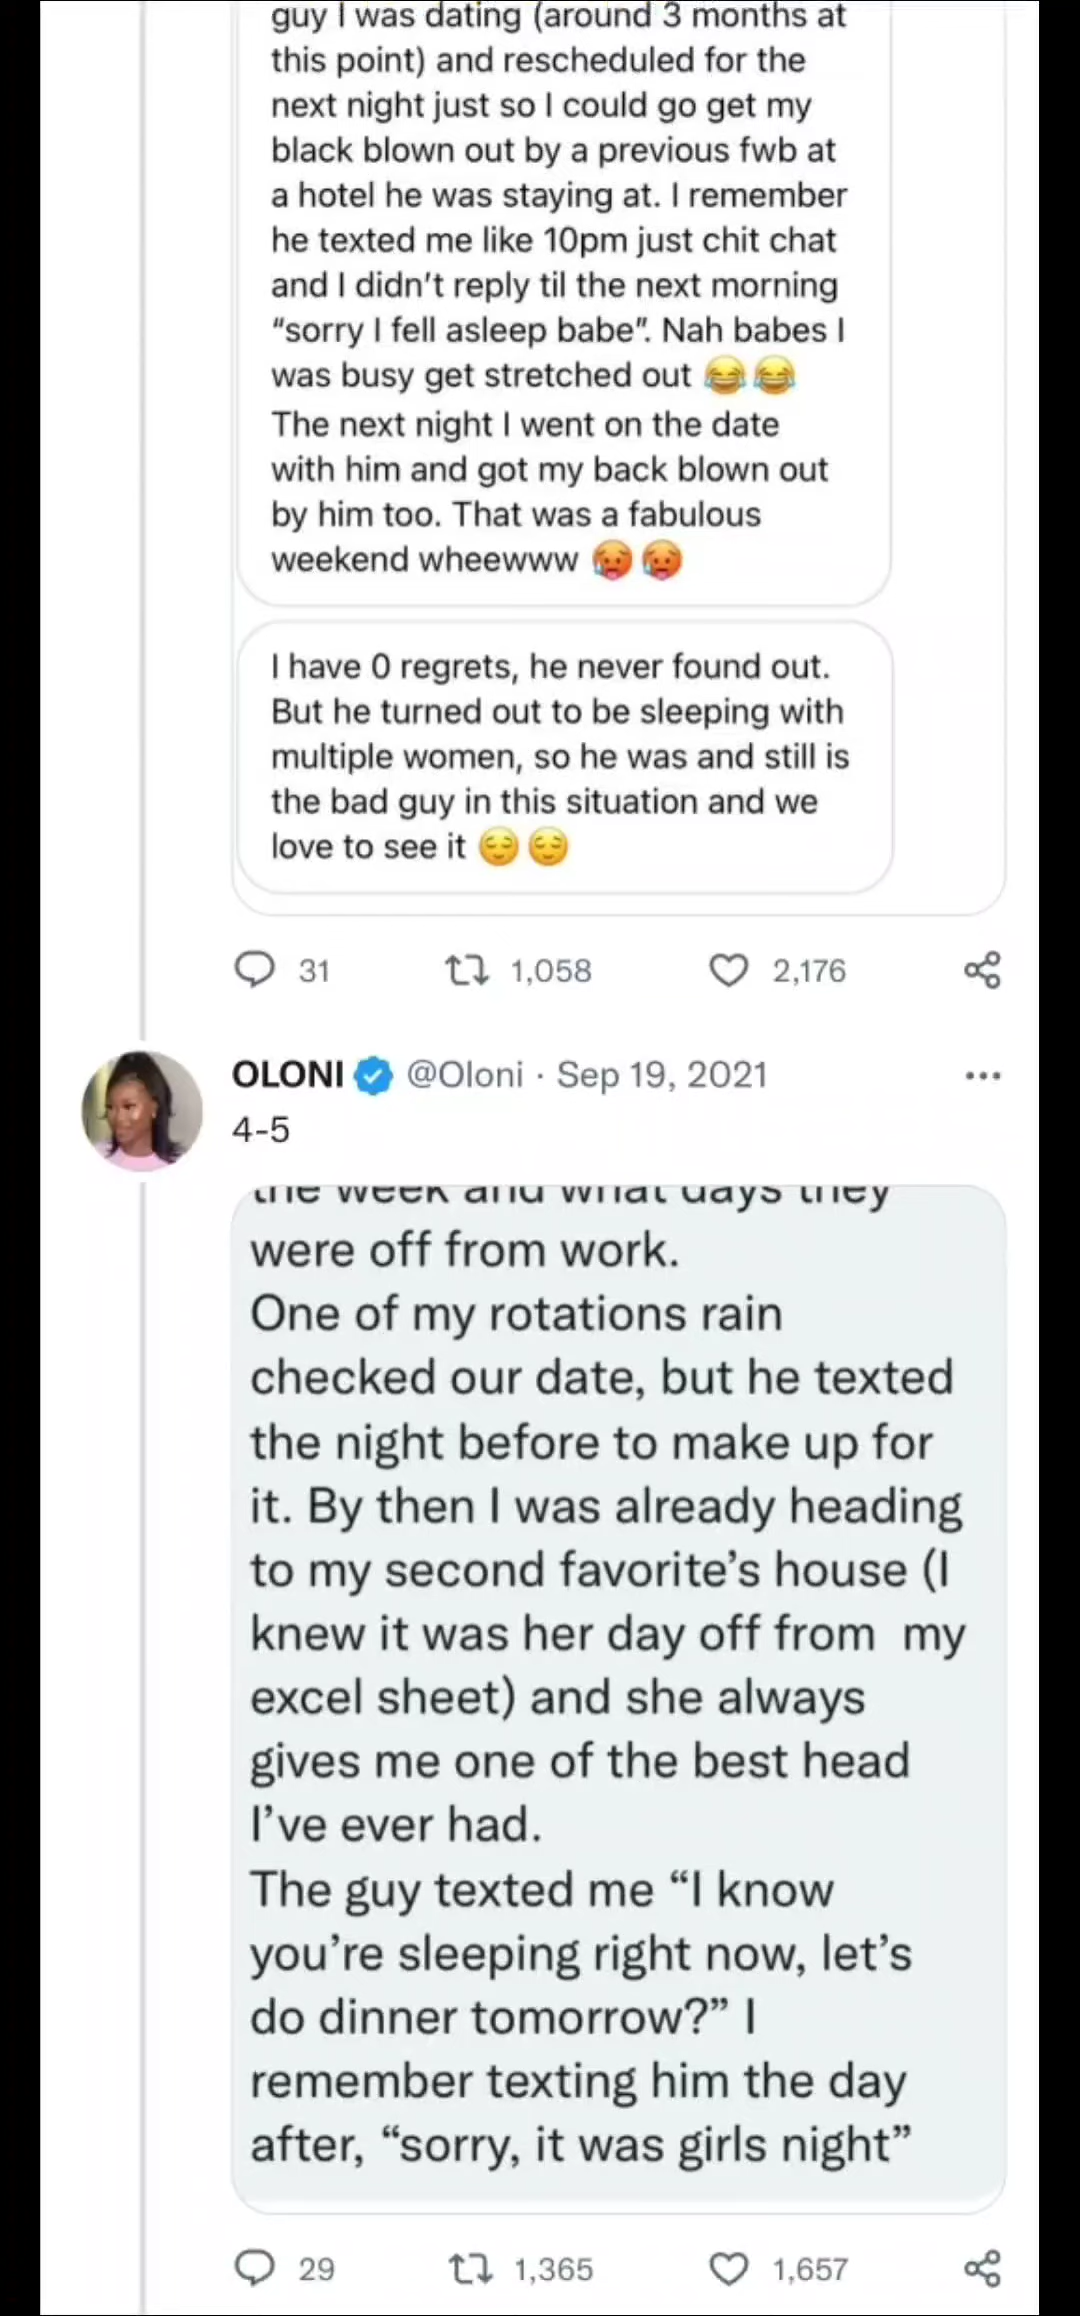 guy I was dating (around 3 months at
this point) and rescheduled for the
next night just so I could go get my
black blown out by a previous fwb at
a hotel he was staying at. I remember
he texted me like 10pm just chit chat
and I didn't reply til the next morning
"sorry I fell asleep babe". Nah babes I
was busy get stretched out 😂😂
The next night I went on the date
with him and got my back blown out
by him too. That was a fabulous
weekend wheewww 🥵🥵
I have 0 regrets, he never found out.
But he turned out to be sleeping with
multiple women, so he was and still is
the bad guy in this situation and we
love to see it 😌😌
31 1,058 2,176
OLONI @Oloni · Sep 19, 2021
4-5
the week and what days they
were off from work.
One of my rotations rain
checked our date, but he texted
the night before to make up for
it. By then I was already heading
to my second favorite’s house (I
knew it was her day off from  my
excel sheet) and she always
gives me one of the best head
I’ve ever had.
The guy texted me “I know
you’re sleeping right now, let’s
do dinner tomorrow?” I
remember texting him the day
after, “sorry, it was girls night”
29 1,365 1,657